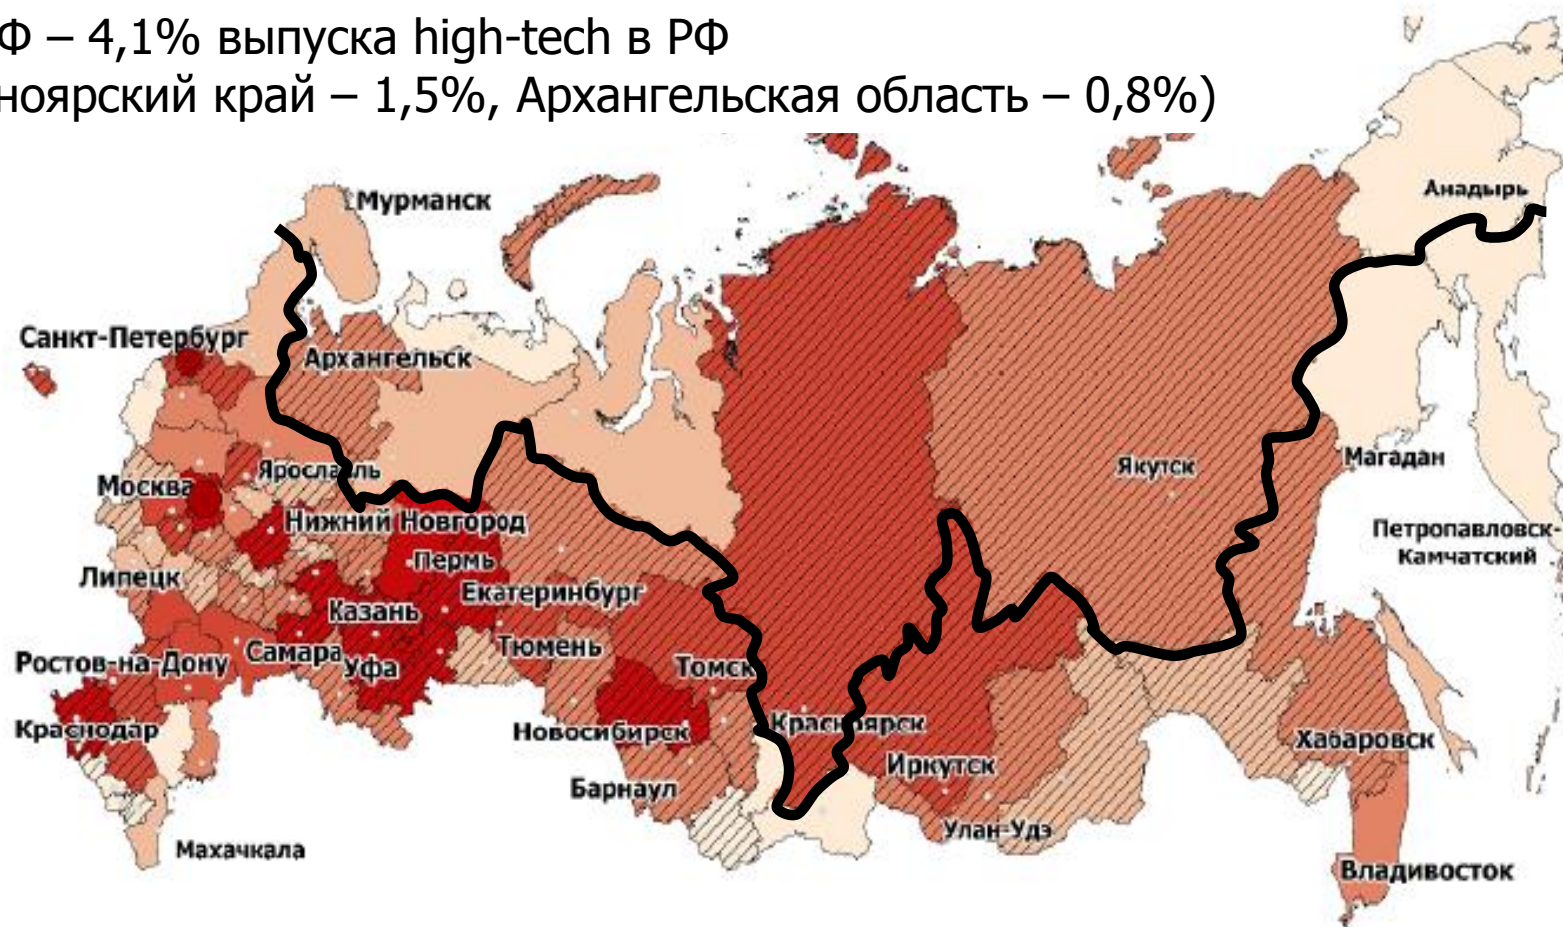 Ф – 4,1% выпуска high-tech в РФ
ноярский край – 1,5%, Архангельская область – 0,8%)
Мурманск
Анадырь
Санкт-Петербург
Архангельск
Ярославль
Якутск
Магадан
Москва
Нижний Новгород
Петропавловск-
Камчатский
Пермь
Липецк
Екатеринбург
Казань
Самара
Тюмень
Ростов-на-Дону
Уфа
Томск
Краснодар
Новосибирск
Красноярск
Хабаровск
Иркутск
Барнаул
Улан-Удэ
Махачкала
Владивосток